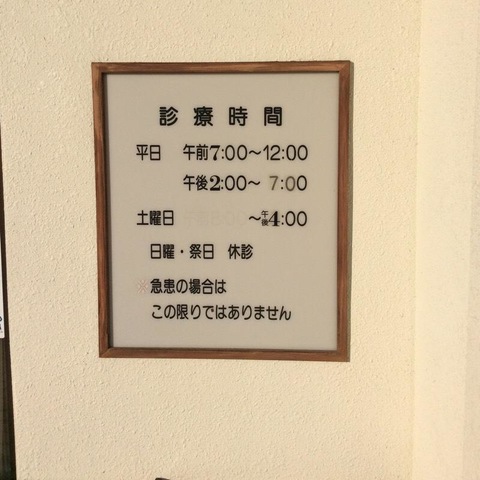 診療時間
平日 午前7:00〜12:00
午後2:00〜7:00
土曜日 〜午後4:00
日曜・祭日 休診
※急患の場合は
この限りではありません